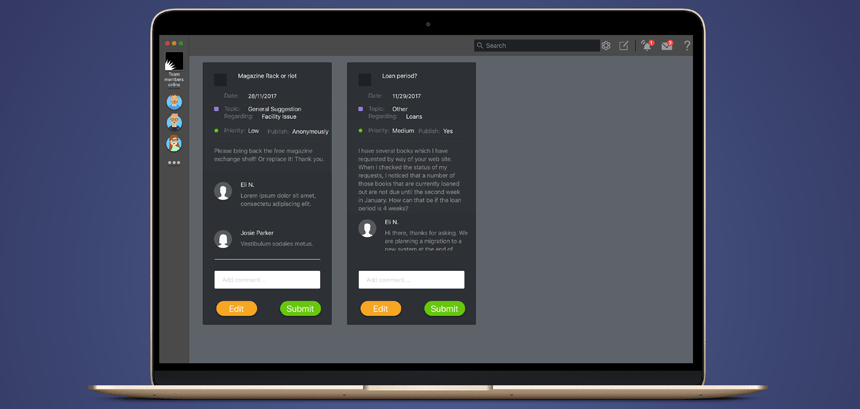 Search
1
5
?
Team
members
online
Magazine Rack or riot
Date: 28/11/2017
Topic: General Suggestion
Regarding: Facility issue
Priority: Low Publish: Anonymously
Please bring back the free magazine
exchange shelf! Or replace it! Thank you.
Eli N.
Lorem ipsum dolor sit amet,
consectetu adipiscing elit.
Josie Parker
Vestibulum sodales metus.
Add comment...
Edit Submit
Loan period?
Date: 11/29/2017
Topic: Other
Regarding: Loans
Priority: Medium Publish: Yes
I have several books which I have
requested by way of your web site.
When I checked the status of my
requests, I noticed that a number of
those books that are currently loaned
out are not due until the second week
in January. How can that be if the loan
period is 4 weeks?
Eli N.
Hi there, thanks for asking. We
are planning a migration to a
new system at the end of
Add comment...
Edit Submit